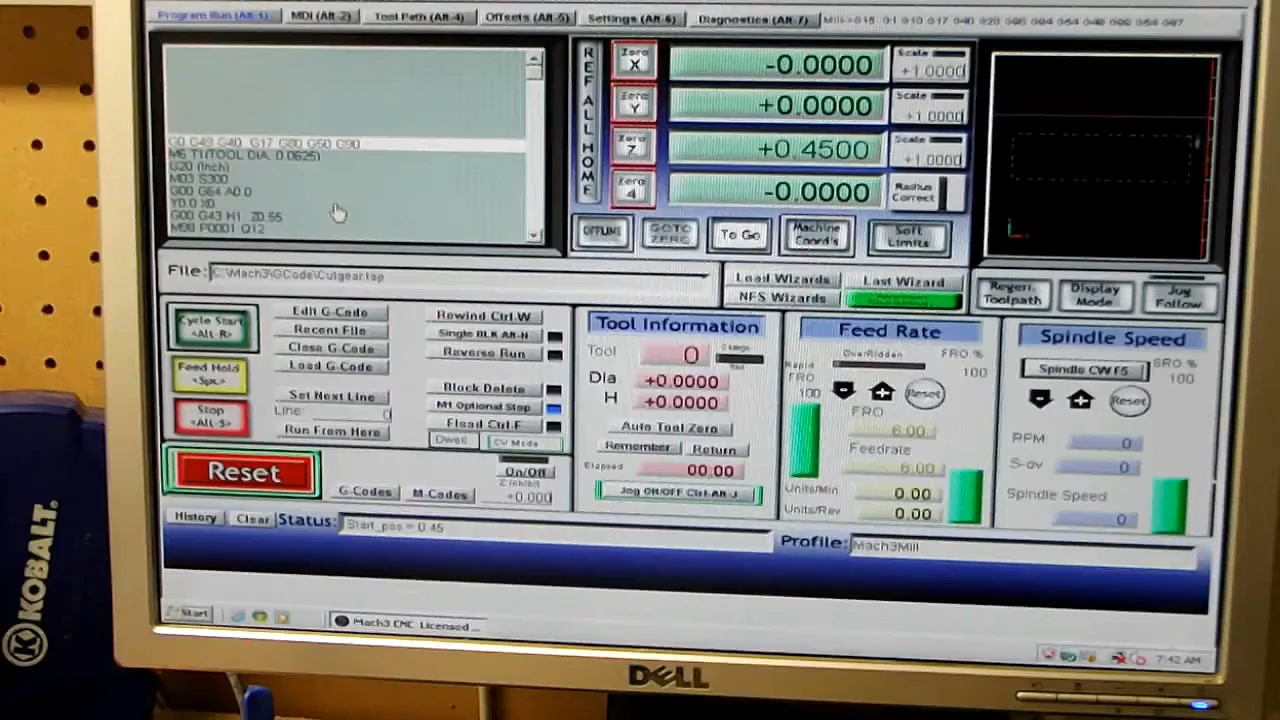 Program Run (Alt-1) MDI (Alt-2) Tool Path (Alt-4) Offsets (Alt-5) Settings (Alt-6) Diagnostics (Alt-7)
G0 G49 G40 G17 G80 G50 G90
M6 T1(TOOL DIA. 0.0625)
G20 (Inch)
M03 S300
G00 G64 A0.0
Y0.0 X0
G00 G43 H1 Z0.55
M98 P0001 Q12
REF ALL HOME
Zero X -0.0000 Scale +1.0000
Zero Y +0.0000 Scale +1.0000
Zero Z +0.4500 Scale +1.0000
Zero 4 -0.0000 Radius Correct
OFFLINE GOTO ZERO To Go Machine Coord's Soft Limits
File: C:\Mach3\GCode\Cutgear.tap
Load Wizards Last Wizard
NFS Wizards
Regen. Toolpath Display Mode Jog Follow
Cycle Start <Alt-R>
Feed Hold <Spc>
Stop <Alt-S>
Reset
Edit G-Code
Recent File
Close G-Code
Load G-Code
Set Next Line
Line: 0
Run From Here
Rewind Ctrl-W
Single BLK Alt-N
Reverse Run
Block Delete
M1 Optional Stop
Flood Ctrl-F
Dwell CV Mode
G-Codes M-Codes
On/Off
Z Inhibit
+0.000
Tool Information
Tool 0 Change Tool
Dia +0.0000
H +0.0000
Auto Tool Zero
Remember Return
Elapsed 00:00
Jog ON/OFF Ctrl-Alt-J
Feed Rate
OverRidden FRO %
100
Rapid FRO
100
Reset
FRO
6.00
Feedrate
6.00
Units/Min 0.00
Units/Rev 0.00
Spindle Speed
Spindle CW F5 SRO %
100
Reset
RPM 0
S-ov 0
Spindle Speed
0
History Clear Status: Start_pos = 0.45
Profile: Mach3Mill
Start Mach3 CNC Licensed ...
7:42 AM
DELL
KOBALT.